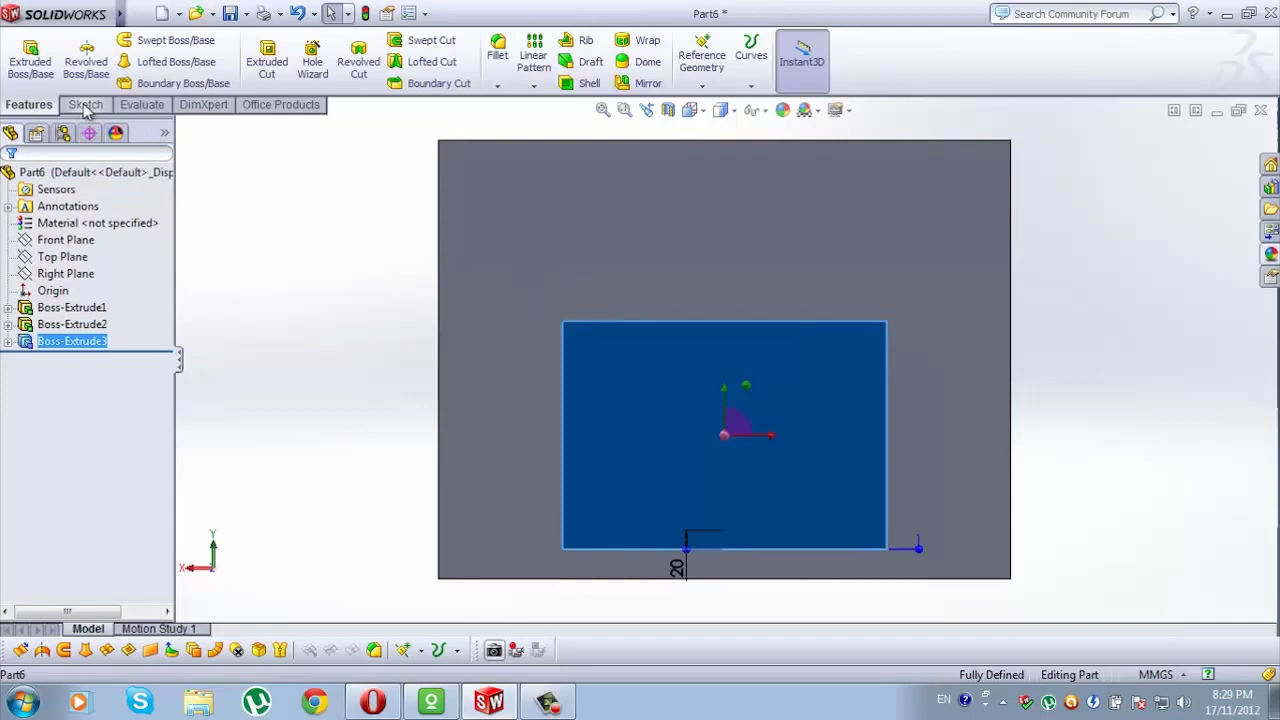 SOLIDWORKS
Part6 *
Search Community Forum
Extruded Boss/Base
Revolved Boss/Base
Swept Boss/Base
Lofted Boss/Base
Boundary Boss/Base
Extruded Cut
Hole Wizard
Revolved Cut
Swept Cut
Lofted Cut
Boundary Cut
Fillet
Linear Pattern
Rib
Draft
Shell
Wrap
Dome
Mirror
Reference Geometry
Curves
Instant3D
Features
Sketch
Evaluate
DimXpert
Office Products
Part6 (Default<<Default>_Disp
Sensors
Annotations
Material <not specified>
Front Plane
Top Plane
Right Plane
Origin
Boss-Extrude1
Boss-Extrude2
Boss-Extrude3
20
Y
X
Model
Motion Study 1
Part6
Fully Defined
Editing Part
MMGS
EN
8:29 PM
17/11/2012